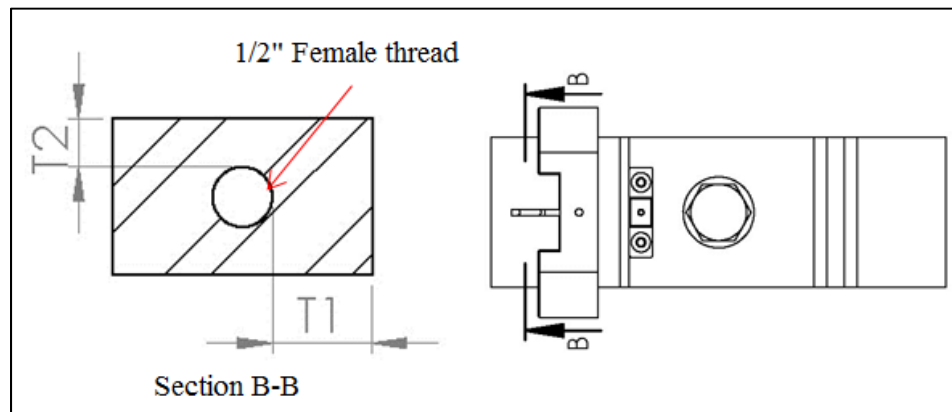 1/2" Female thread
B
T2
T1
B
Section B-B